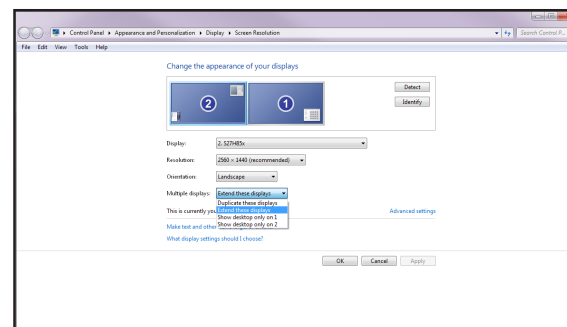 Control Panel ▸ Appearance and Personalization ▸ Display ▸ Screen Resolution
Search Control P...
File Edit View Tools Help
Change the appearance of your displays
2
1
Detect
Identify
Display: 2. S27H85x
Resolution: 2560 × 1440 (recommended)
Orientation: Landscape
Multiple displays: Extend these displays
Duplicate these displays
Extend these displays
Show desktop only on 1
Show desktop only on 2
This is currently you
Advanced settings
Make text and other
What display settings should I choose?
OK Cancel Apply